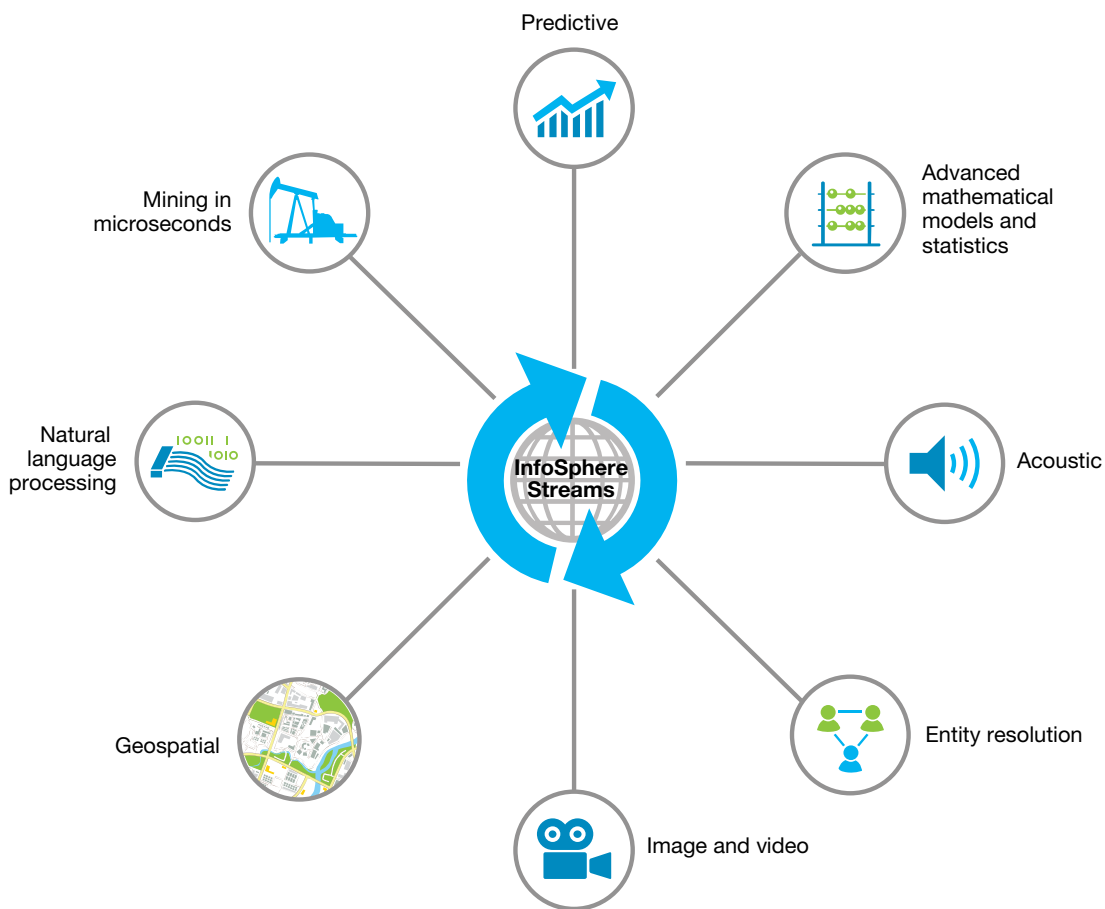 Predictive
Advanced
mathematical
models and
statistics
Mining in
microseconds
Natural
language
processing
10011 1
1010
InfoSphere
Streams
Acoustic
Geospatial
Entity resolution
Image and video